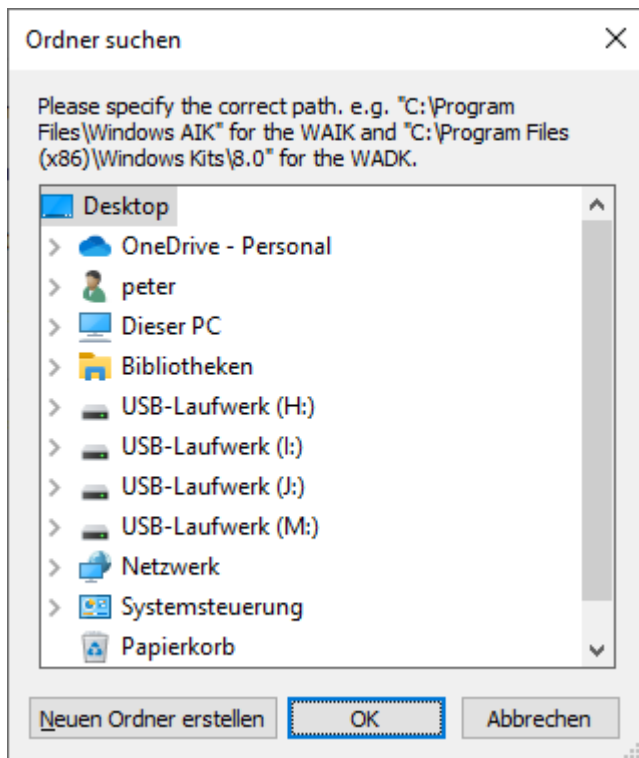 Ordner suchen
Please specify the correct path. e.g. "C:\Program
Files\Windows AIK" for the WAIK and "C:\Program Files
(x86)\Windows Kits\8.0" for the WADK.
Desktop
OneDrive - Personal
peter
Dieser PC
Bibliotheken
USB-Laufwerk (H:)
USB-Laufwerk (I:)
USB-Laufwerk (J:)
USB-Laufwerk (M:)
Netzwerk
Systemsteuerung
Papierkorb
Neuen Ordner erstellen OK Abbrechen